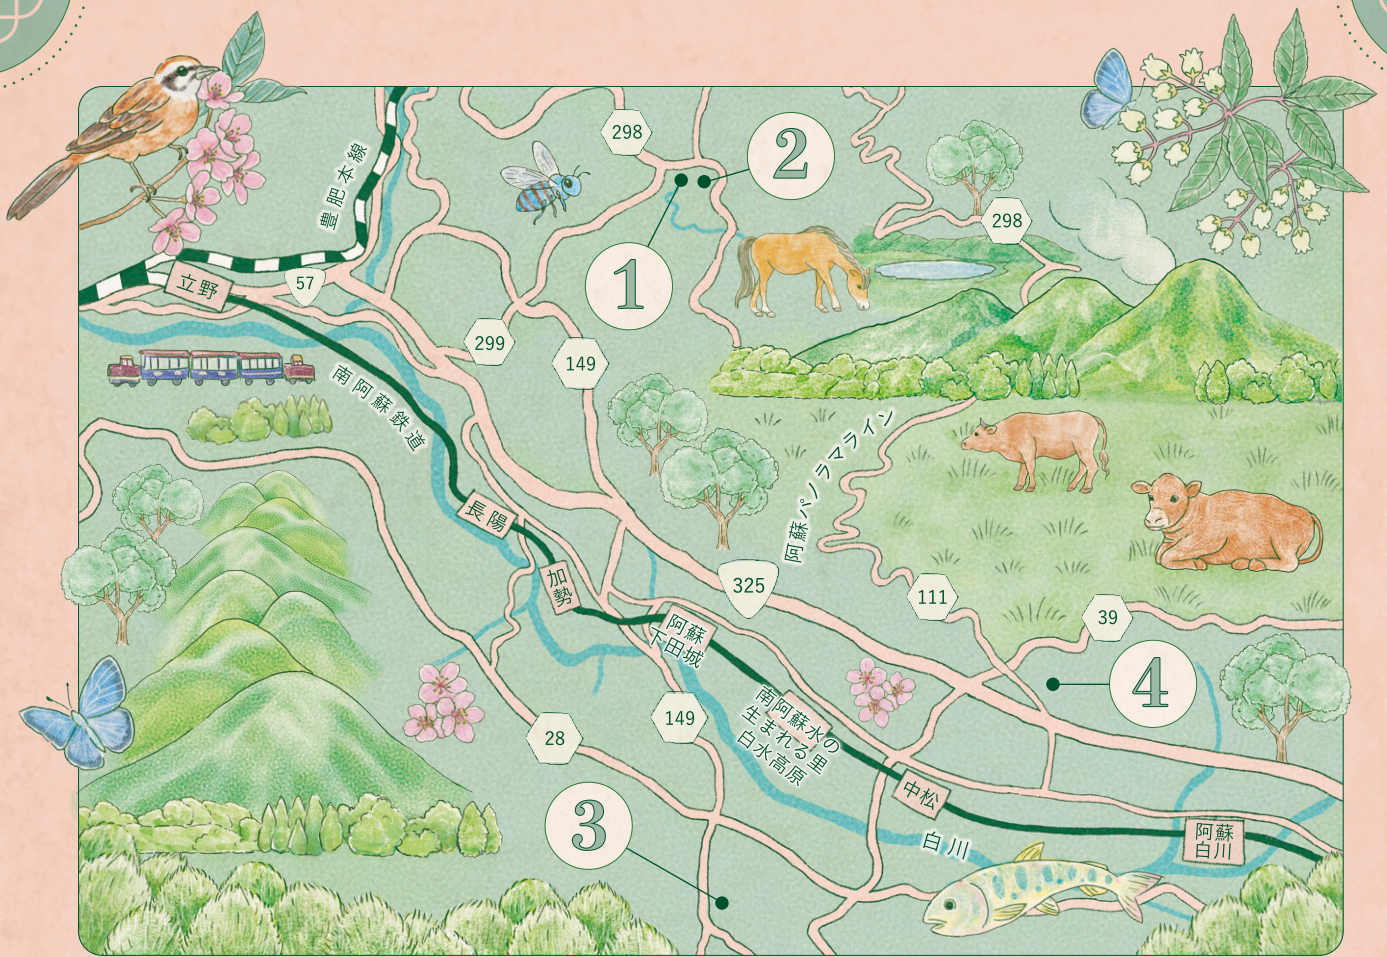 298
2
豊肥本線
298
1
立野
57
299
149
南阿蘇鉄道
阿蘇パノラマライン
長陽
325
加勢
111
39
阿蘇
下田城
4
149
南阿蘇水の
生まれる里
白水高原
28
中松
3
白川
阿蘇
白川